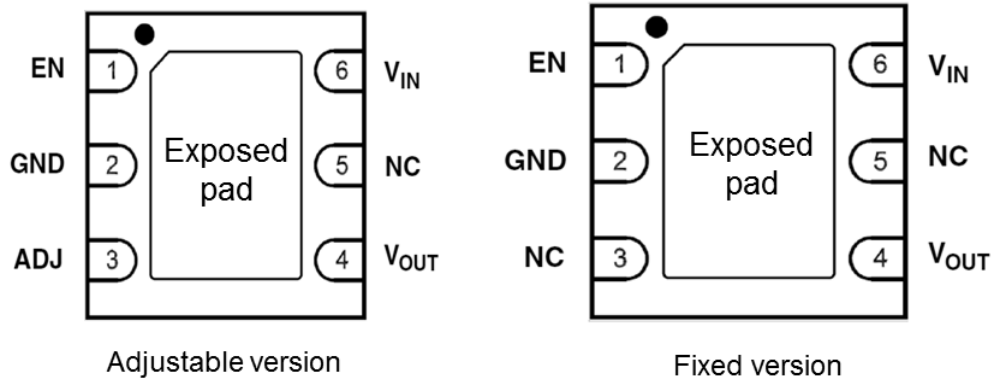 EN 1 6 VIN
GND 2 Exposed pad 5 NC
ADJ 3 4 VOUT
Adjustable version
EN 1 6 VIN
GND 2 Exposed pad 5 NC
NC 3 4 VOUT
Fixed version